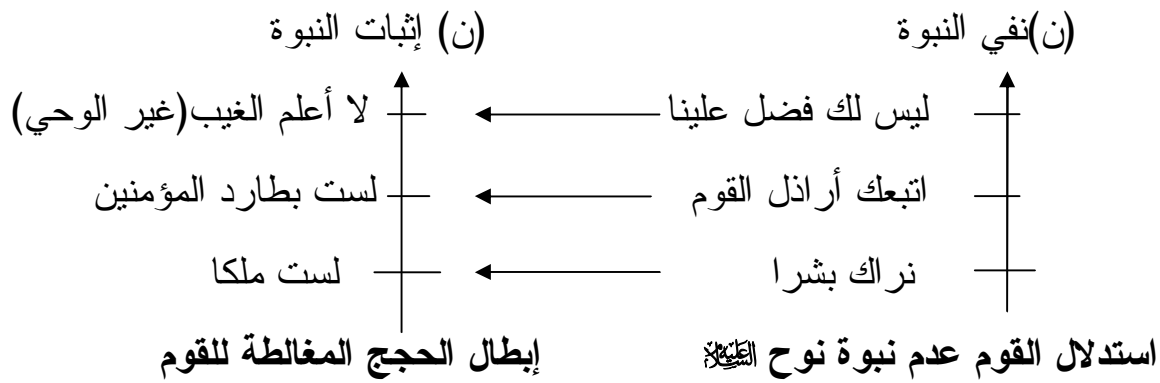 (ن)نفي النبوة (ن) إثبات النبوة
ليس لك فضل علينا لا أعلم الغيب(غير الوحي)
اتبعك أراذل القوم لست بطارد المؤمنين
نراك بشرا لست ملكا
استدلال القوم عدم نبوة نوح عليه السلام إبطال الحجج المغالطة للقوم